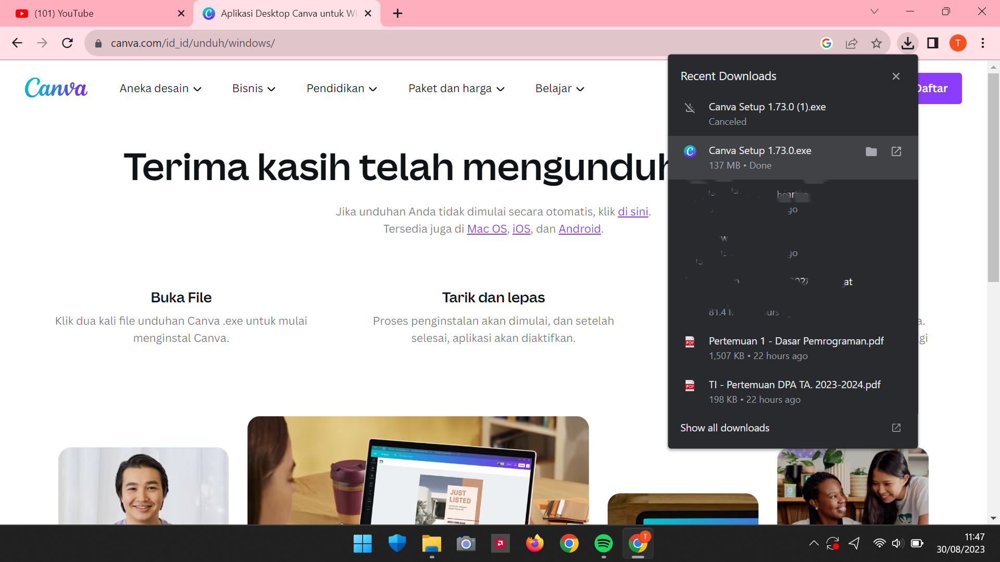 (101) YouTube
Aplikasi Desktop Canva untuk Wi
canva.com/id_id/unduh/windows/
T
Canva
Aneka desain
Bisnis
Pendidikan
Paket dan harga
Belajar
Daftar
Terima kasih telah mengunduh
Jika unduhan Anda tidak dimulai secara otomatis, klik di sini.
Tersedia juga di Mac OS, iOS, dan Android.
Buka File
Klik dua kali file unduhan Canva .exe untuk mulai
menginstal Canva.
Tarik dan lepas
Proses penginstalan akan dimulai, dan setelah
selesai, aplikasi akan diaktifkan.
Recent Downloads
Canva Setup 1.73.0 (1).exe
Canceled
Canva Setup 1.73.0.exe
137 MB • Done
go
go
at
81.4
Pertemuan 1 - Dasar Pemrograman.pdf
1,507 KB • 22 hours ago
TI - Pertemuan DPA TA. 2023-2024.pdf
198 KB • 22 hours ago
Show all downloads
JUST
LISTED
T
11:47
30/08/2023